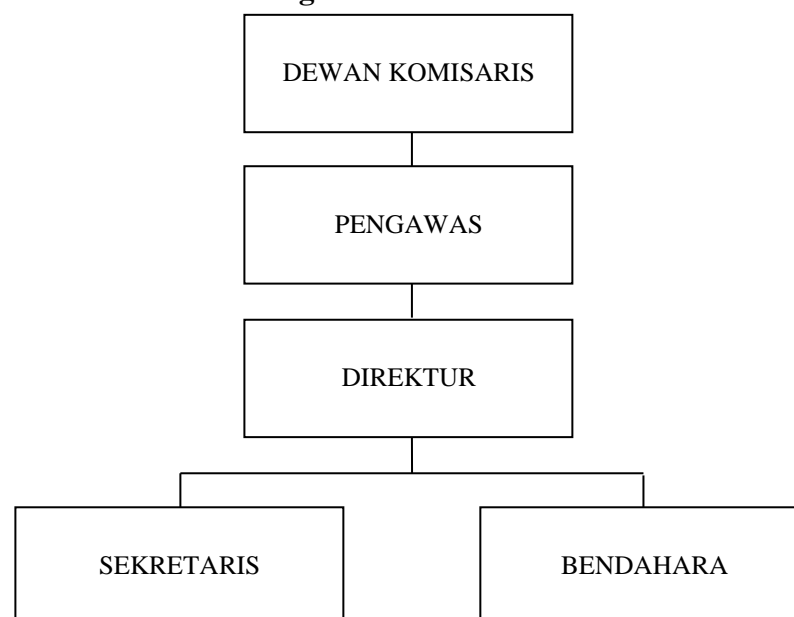 DEWAN KOMISARIS
PENGAWAS
DIREKTUR
SEKRETARIS
BENDAHARA